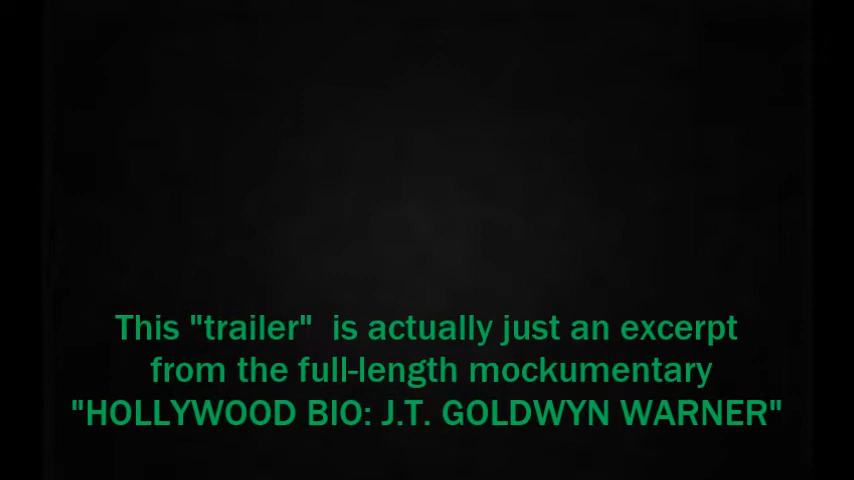 This "trailer"  is actually just an excerpt
from the full-length mockumentary
"HOLLYWOOD BIO: J.T. GOLDWYN WARNER"